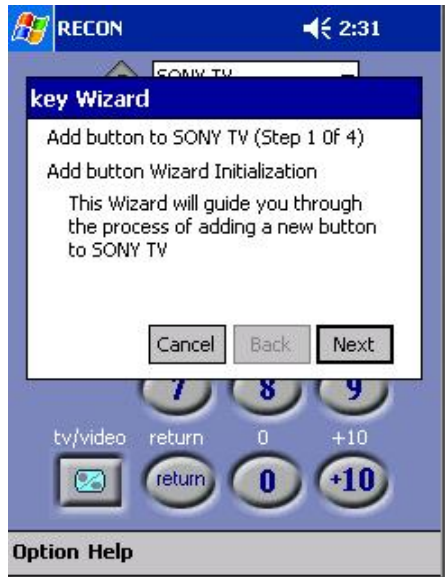 RECON 2:31
SONY TV
key Wizard
Add button to SONY TV (Step 1 0f 4)
Add button Wizard Initialization
This Wizard will guide you through
the process of adding a new button
to SONY TV
Cancel Back Next
7 8 9
tv/video return 0 +10
return 0 +10
Option Help